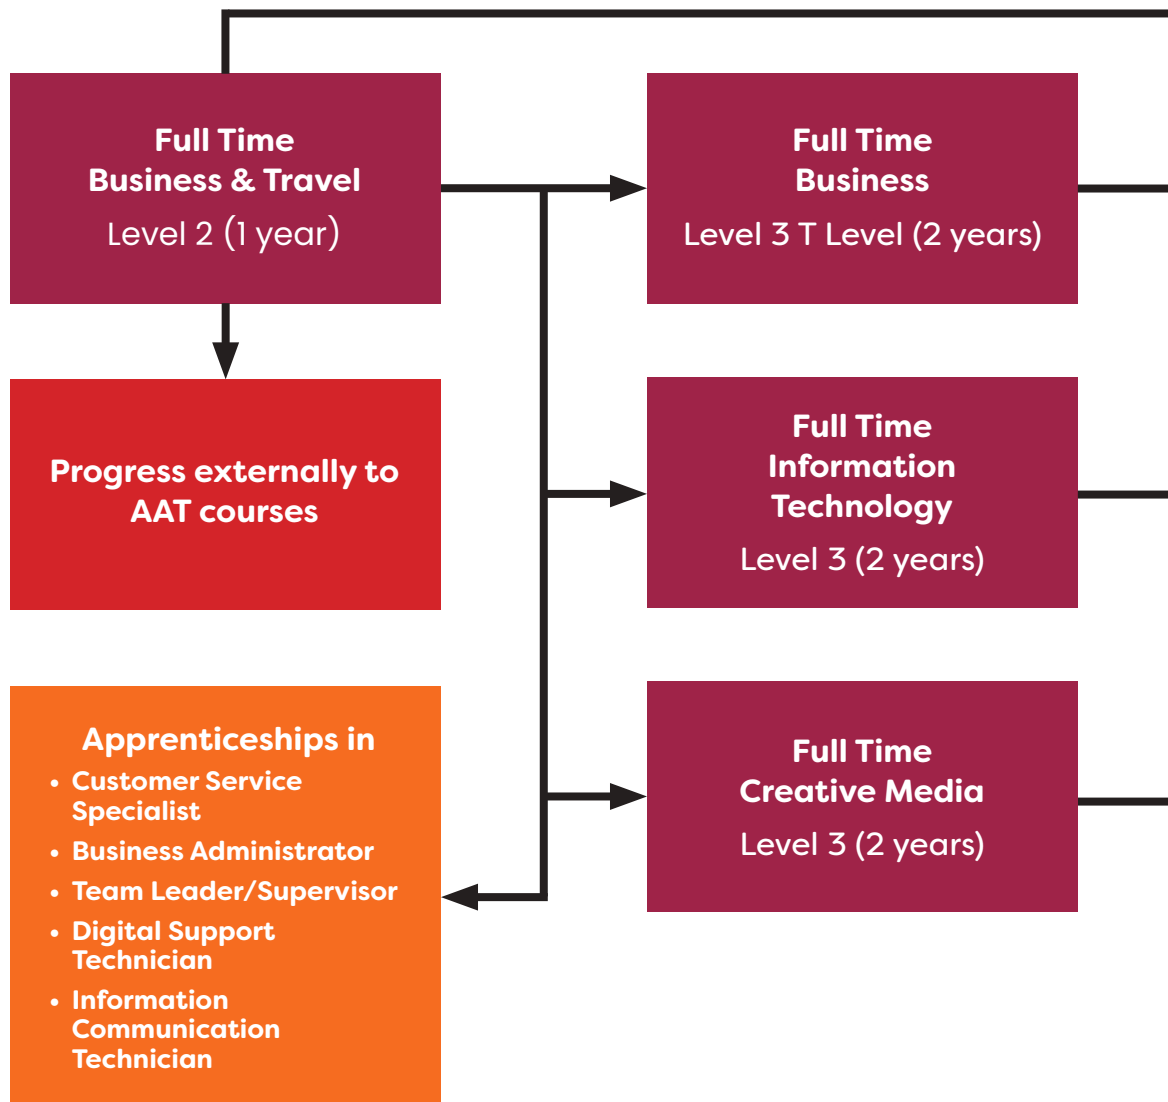 Full Time
Business & Travel
Level 2 (1 year)
Full Time
Business
Level 3 T Level (2 years)
Progress externally to
AAT courses
Full Time
Information
Technology
Level 3 (2 years)
Apprenticeships in
• Customer Service
Specialist
• Business Administrator
• Team Leader/Supervisor
• Digital Support
Technician
• Information
Communication
Technician
Full Time
Creative Media
Level 3 (2 years)